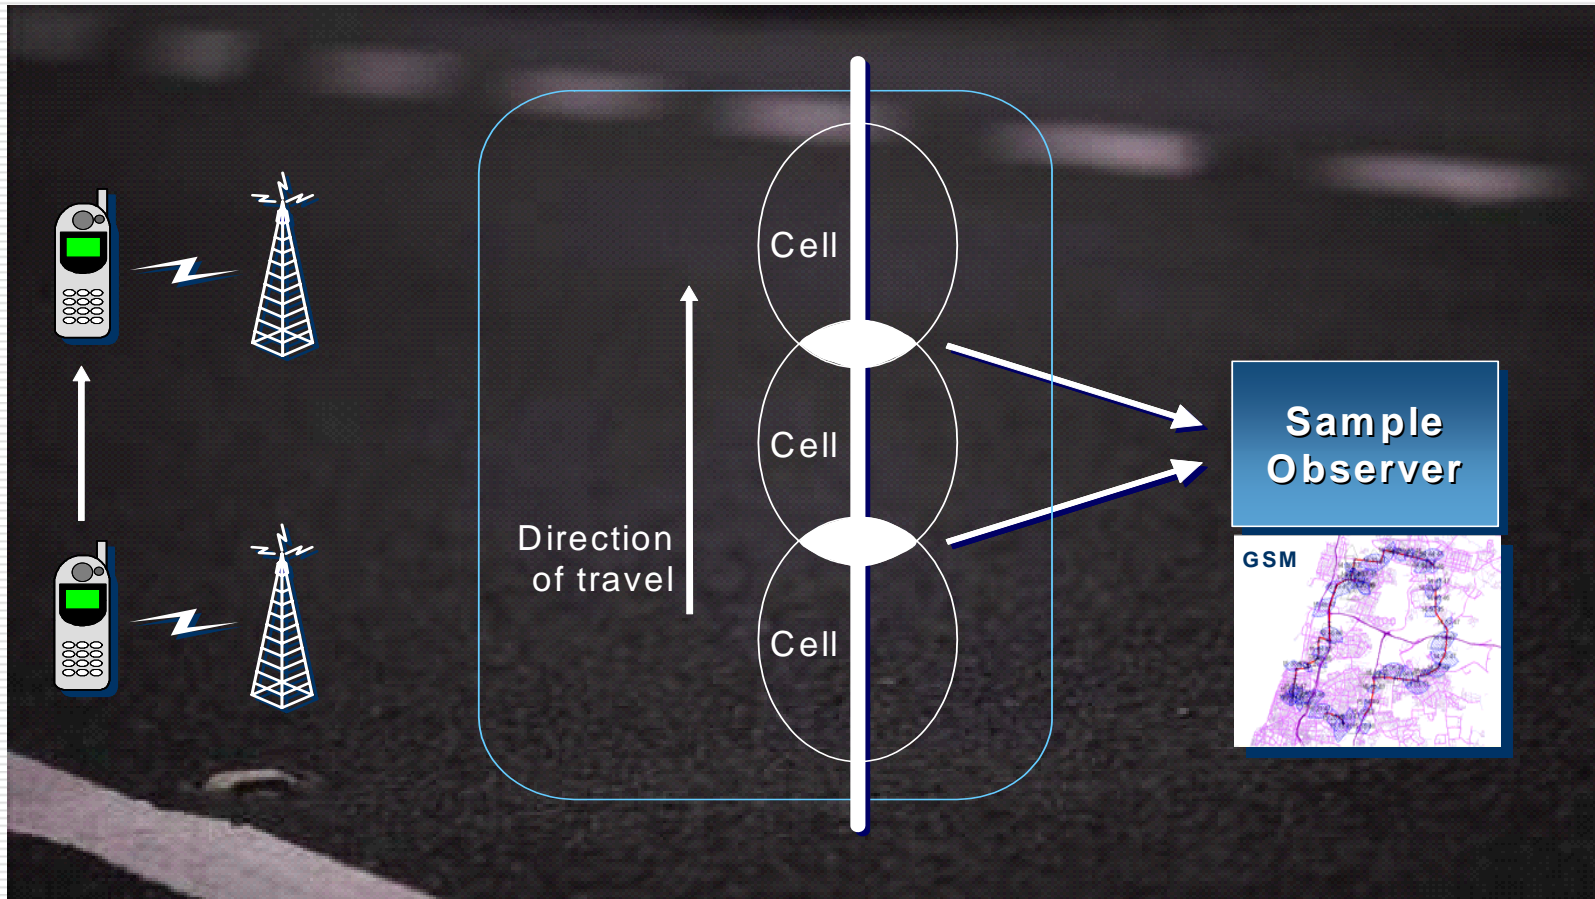 Cell
Cell
Direction
of travel
Cell
Sample
Observer
GSM